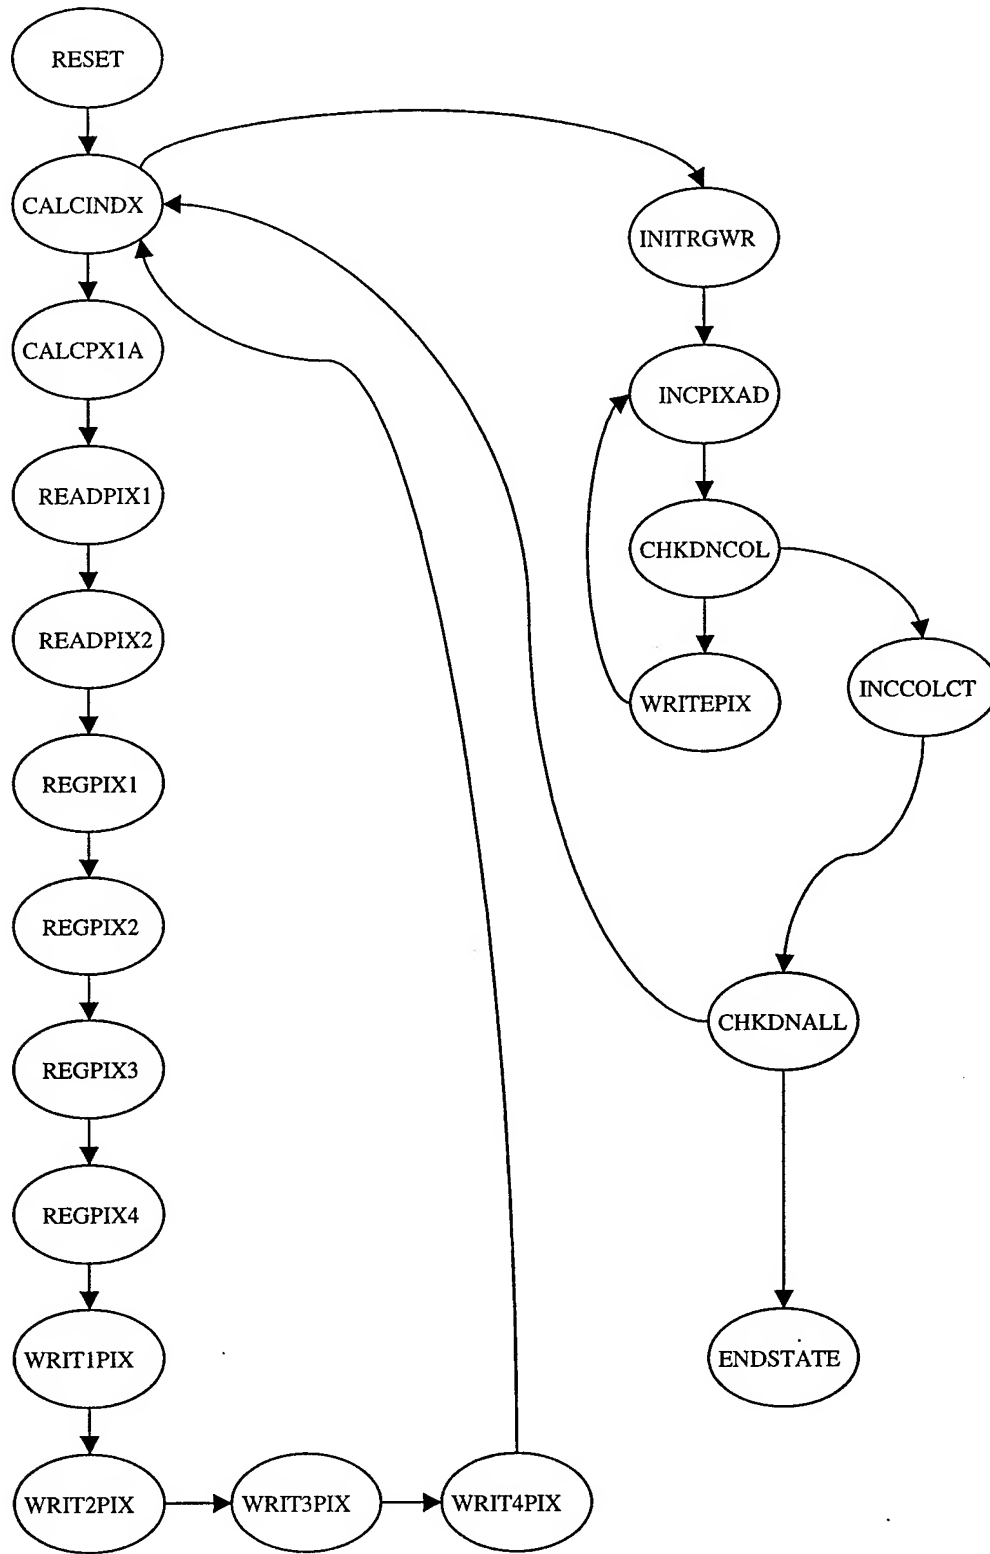 RESET
CALCINDX
INITRGWR
CALCPX1A
INCPIXAD
READPIX1
CHKDNCOL
READPIX2
INCCOLCT
WRITEPIX
REGPIX1
REGPIX2
CHKDNALL
REGPIX3
REGPIX4
WRIT1PIX
ENDSTATE
WRIT2PIX
WRIT3PIX
WRIT4PIX